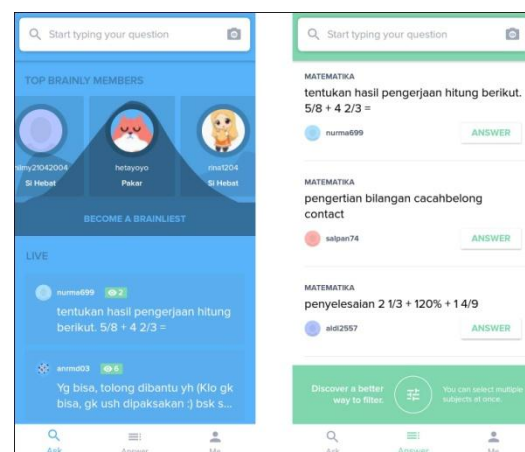 Start typing your question
TOP BRAINLY MEMBERS
hetayoyo
rina1204
Si Hebat
Pakar
Si Hebat
BECOME A BRAINLIEST
LIVE
nurma699
2
tentukan hasil pengerjaan hitung
berikut. 5/8 + 4 2/3 =
anrmd03
6
Yg bisa, tolong dibantu yh (Klo gk
bisa, gk ush dipaksakan :) bsk s...
Ask
Answer
Me
Start typing your question
MATEMATIKA
tentukan hasil pengerjaan hitung berikut.
5/8 + 4 2/3 =
nurma699
ANSWER
MATEMATIKA
pengertian bilangan cacahbelong
contact
salpan74
ANSWER
MATEMATIKA
penyelesaian 2 1/3 + 120% + 1 4/9
aldi2557
ANSWER
Discover a better
way to filter.
You can select multiple
subjects at once.
Ask
Answer
Me